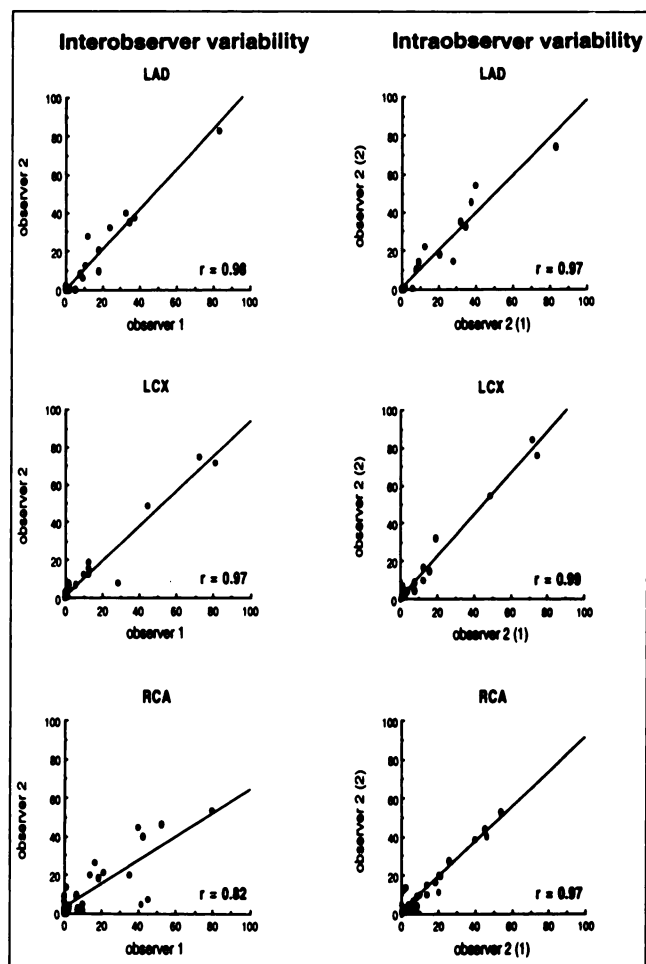 Interobserver variability
Intraobserver variability
LAD
observer 2
100
80
60
40
20
0
0 20 40 60 80 100
r = 0.98
observer 1
LAD
observer 2 (2)
100
80
60
40
20
0
0 20 40 60 80 100
r = 0.97
observer 2 (1)
LCX
observer 2
100
80
60
40
20
0
0 20 40 60 80 100
r = 0.97
observer 1
LCX
observer 2 (2)
100
80
60
40
20
0
0 20 40 60 80 100
r = 0.99
observer 2 (1)
RCA
observer 2
100
80
60
40
20
0
0 20 40 60 80 100
r = 0.82
observer 1
RCA
observer 2 (2)
100
80
60
40
20
0
0 20 40 60 80 100
r = 0.97
observer 2 (1)